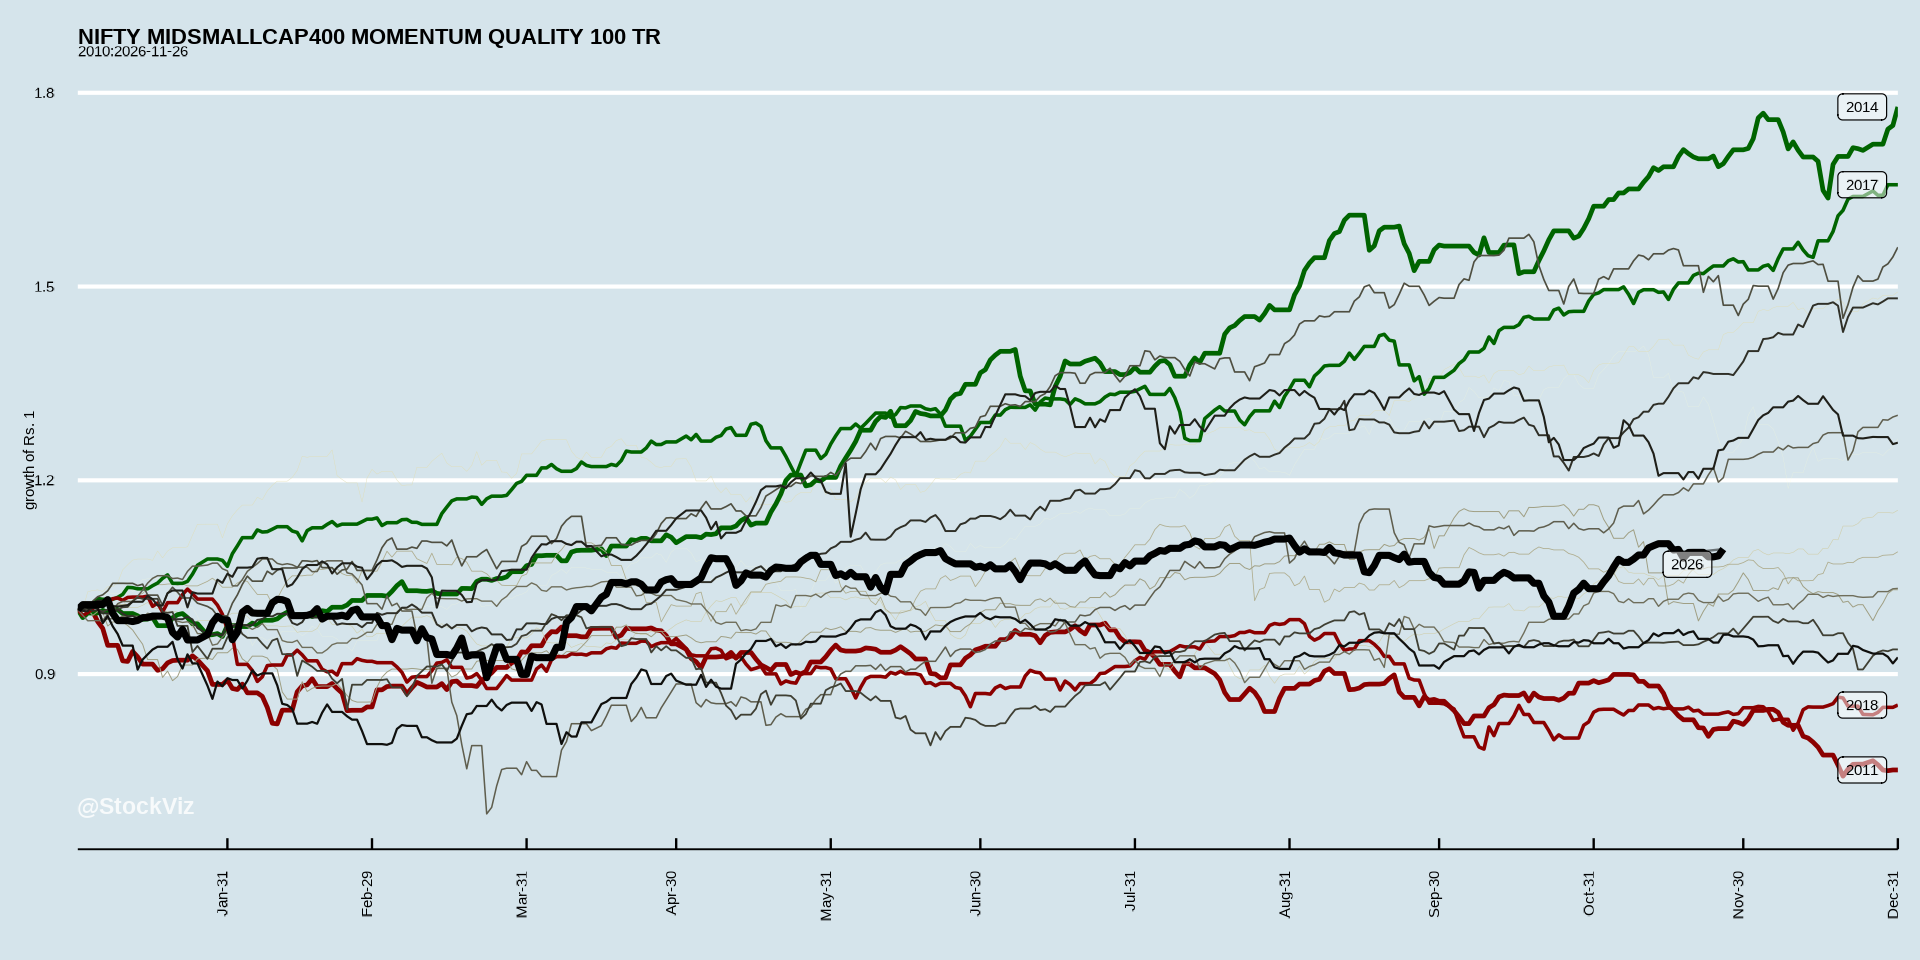 NIFTY MIDSMALLCAP400 MOMENTUM QUALITY 100 TR
2010:2026-11-26
1.8
1.5
1.2
0.9
growth of Rs. 1
2014
2017
2026
2018
2011
@StockViz
Jan-31
Feb-29
Mar-31
Apr-30
May-31
Jun-30
Jul-31
Aug-31
Sep-30
Oct-31
Nov-30
Dec-31